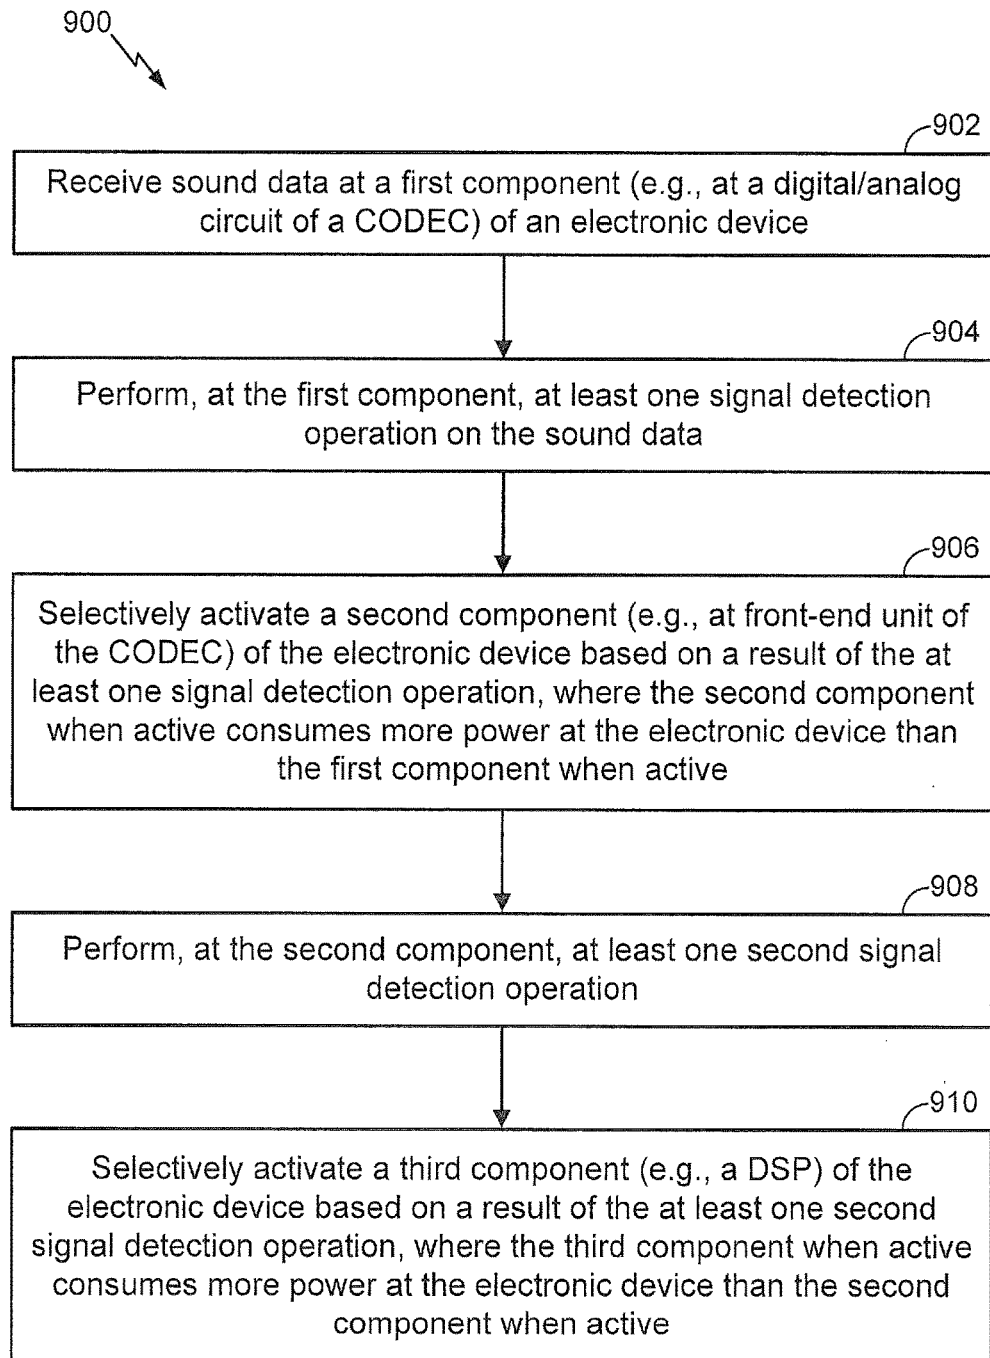 900
902
Receive sound data at a first component (e.g., at a digital/analog
circuit of a CODEC) of an electronic device
904
Perform, at the first component, at least one signal detection
operation on the sound data
906
Selectively activate a second component (e.g., at front-end unit of
the CODEC) of the electronic device based on a result of the at
least one signal detection operation, where the second component
when active consumes more power at the electronic device than
the first component when active
908
Perform, at the second component, at least one second signal
detection operation
910
Selectively activate a third component (e.g., a DSP) of the
electronic device based on a result of the at least one second
signal detection operation, where the third component when active
consumes more power at the electronic device than the second
component when active